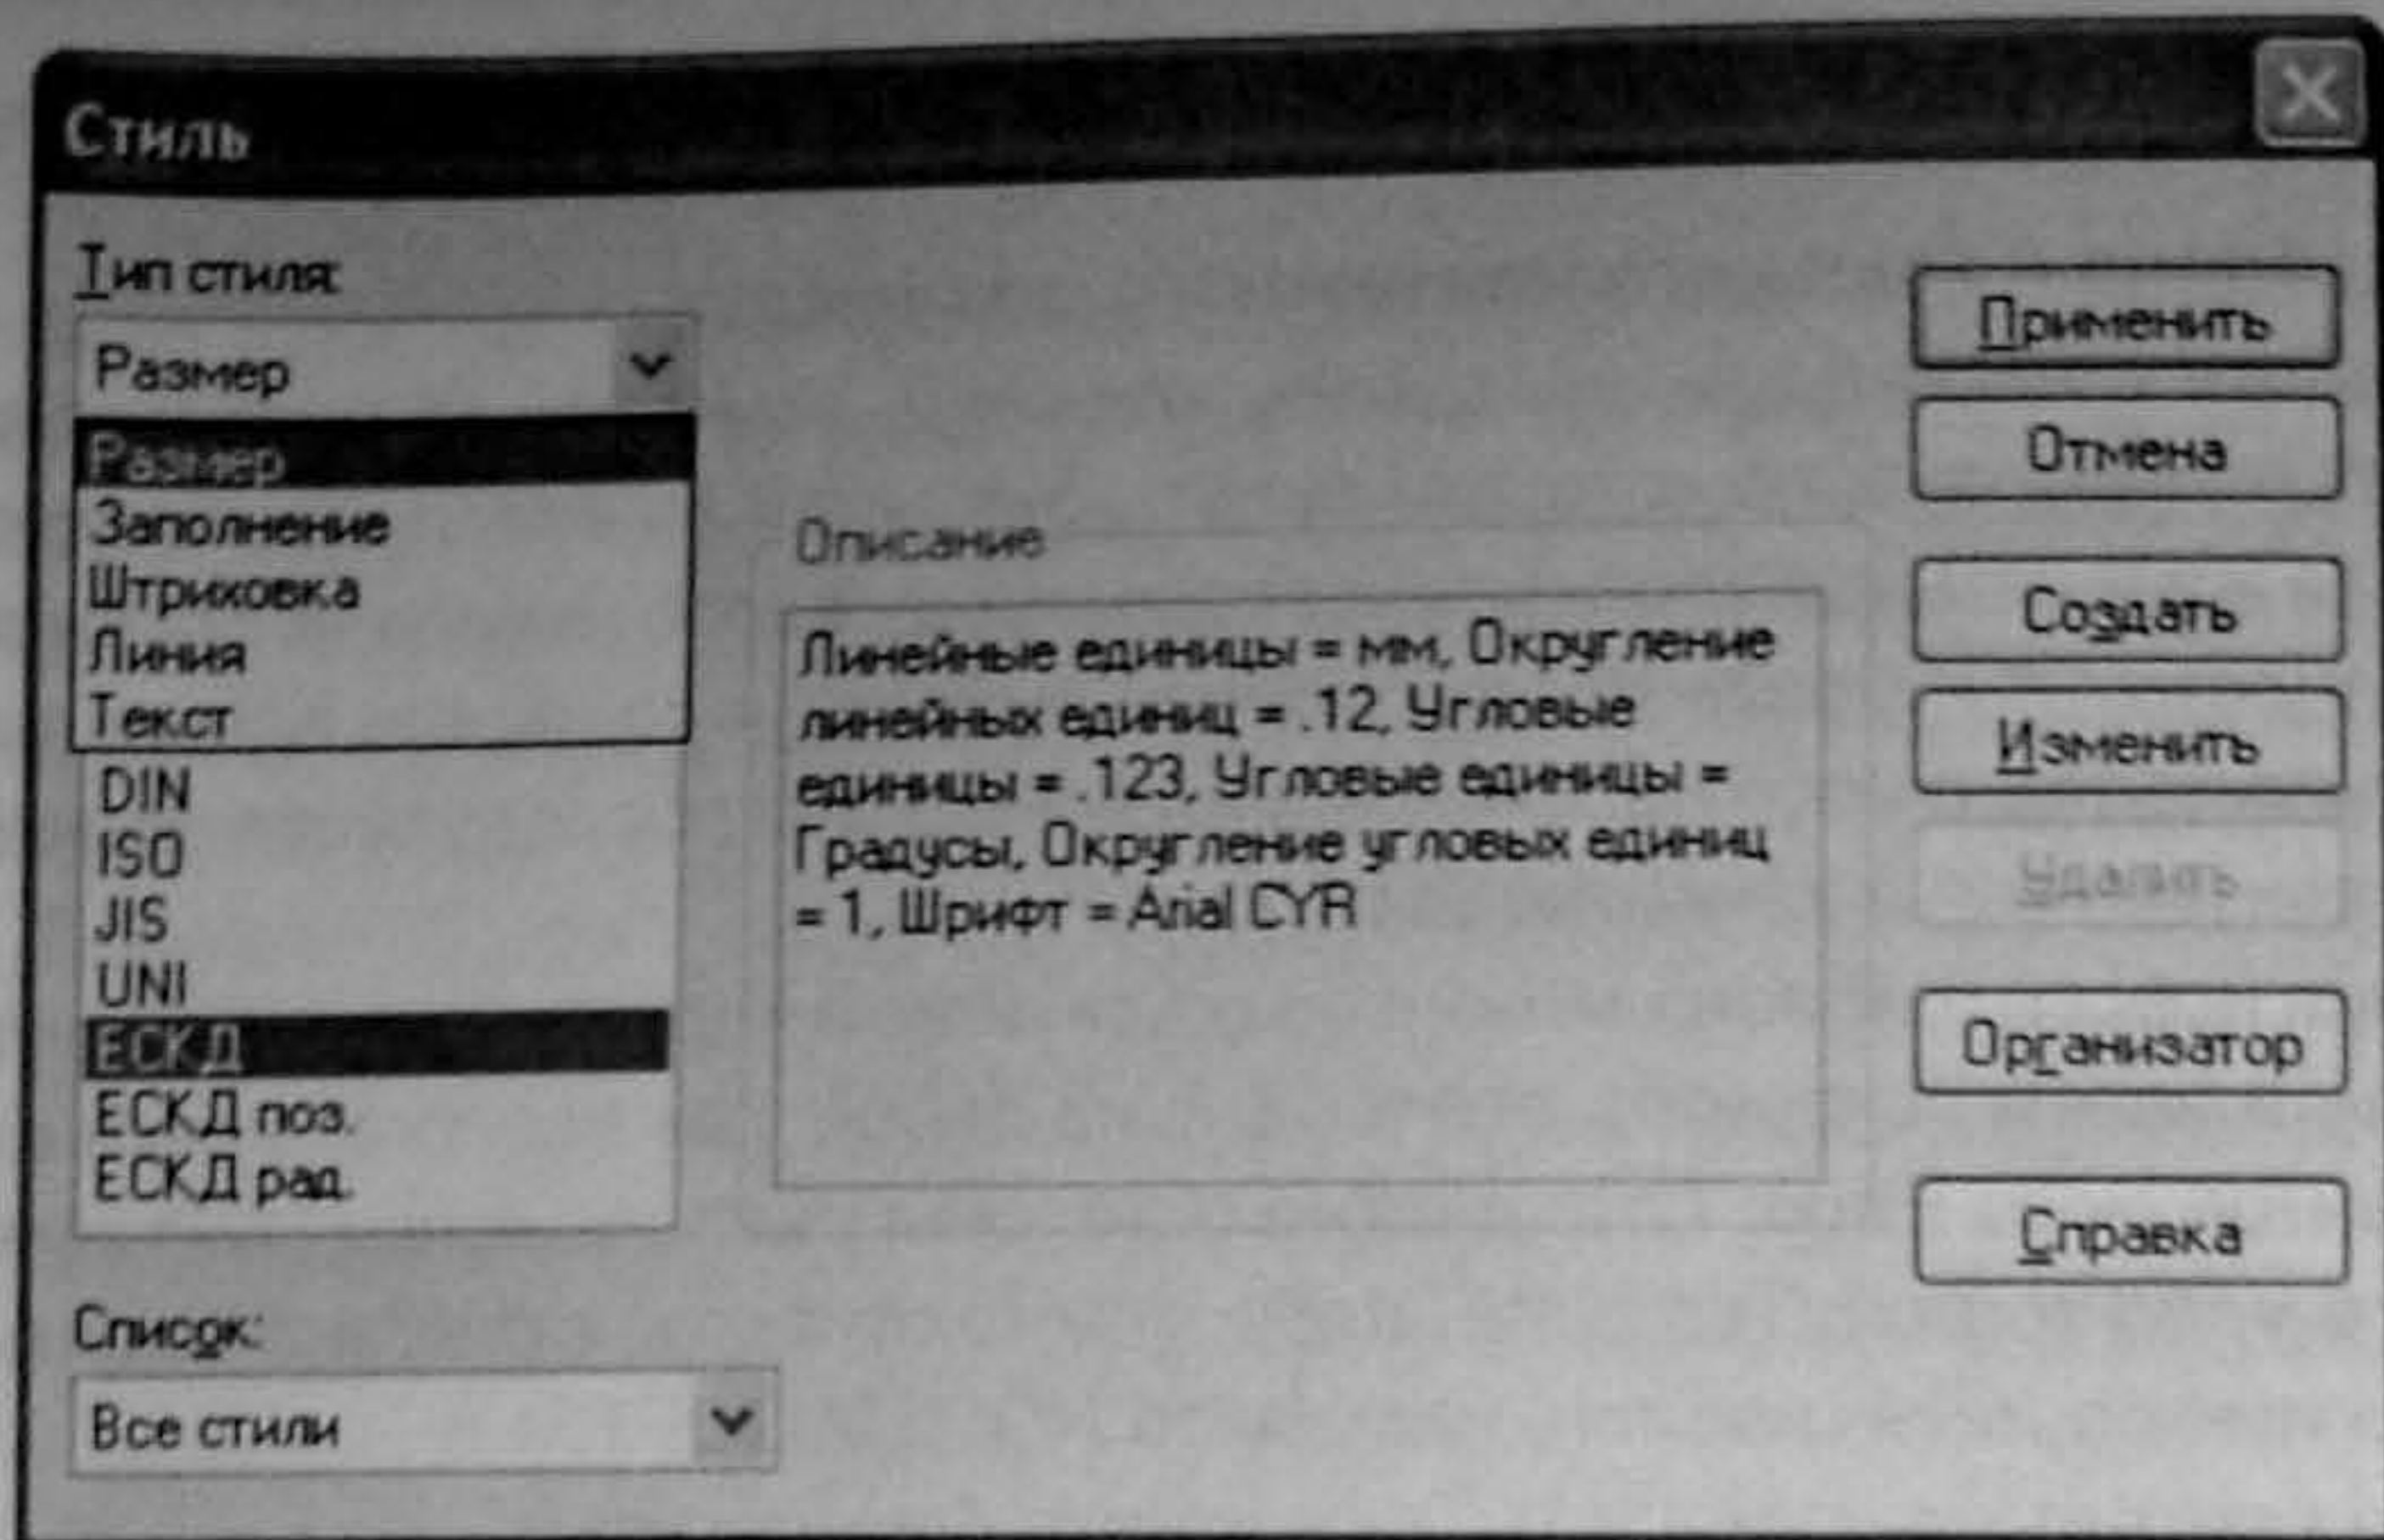 Стиль
Тип стиля:
Размер
Размер
Заполнение
Штриховка
Линия
Текст
DIN
ISO
JIS
UNI
ЕСКД
ЕСКД поз.
ЕСКД рад.
Список:
Все стили
Описание
Линейные единицы = мм, Округление
линейных единиц = .12, Угловые
единицы = .123, Угловые единицы =
Градусы, Округление угловых единиц
= 1, Шрифт = Arial CYR
Применить
Отмена
Создать
Изменить
Удалить
Организатор
Справка